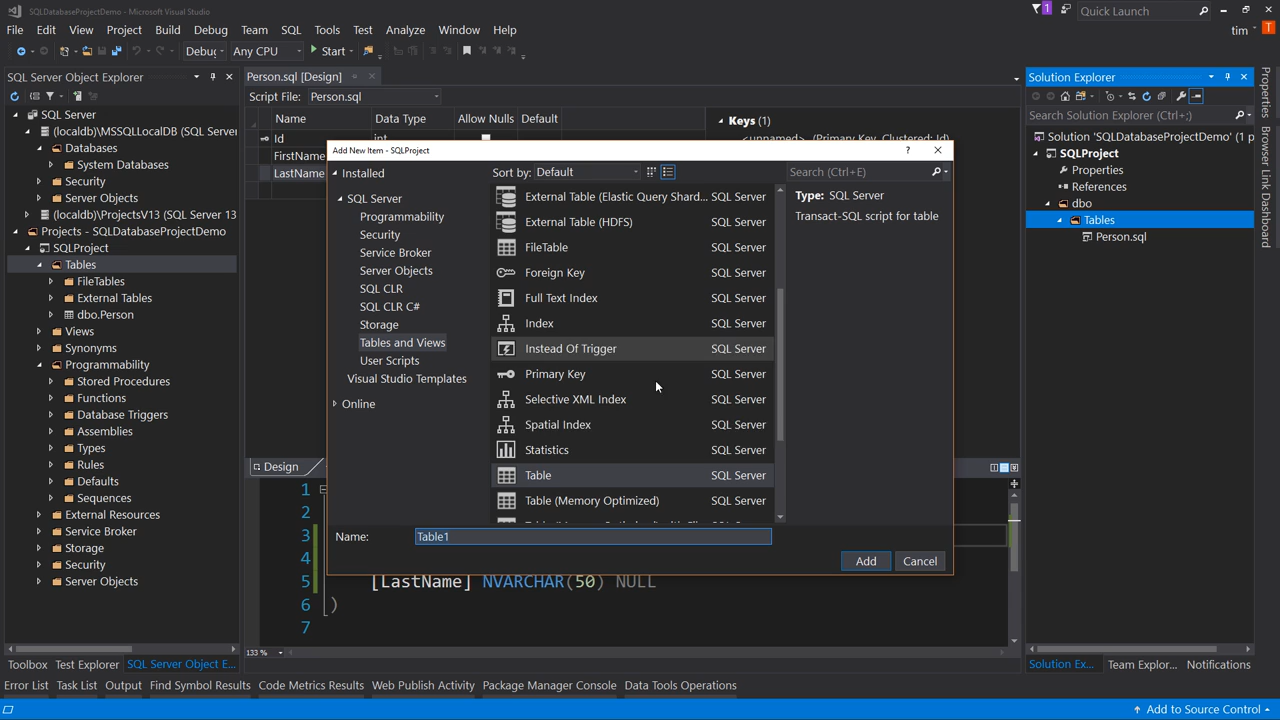 SQLDatabaseProjectDemo - Microsoft Visual Studio
1
Quick Launch
File Edit View Project Build Debug Team SQL Tools Test Analyze Window Help
tim T
Debug Any CPU Start
SQL Server Object Explorer
SQL Server
(localdb)\MSSQLLocalDB (SQL Server
Databases
System Databases
Security
Server Objects
(localdb)\ProjectsV13 (SQL Server 13
Projects - SQLDatabaseProjectDemo
SQLProject
Tables
FileTables
External Tables
dbo.Person
Views
Synonyms
Programmability
Stored Procedures
Functions
Database Triggers
Assemblies
Types
Rules
Defaults
Sequences
External Resources
Service Broker
Storage
Security
Server Objects
Person.sql [Design]
Script File: Person.sql
Name Data Type Allow Nulls Default
Id int
FirstName
LastName
Keys (1)
<unnamed> (Primary Key, Clustered: Id)
Add New Item - SQLProject
?
Installed
SQL Server
Programmability
Security
Service Broker
Server Objects
SQL CLR
SQL CLR C#
Storage
Tables and Views
User Scripts
Visual Studio Templates
Online
Sort by: Default
Search (Ctrl+E)
External Table (Elastic Query Shard... SQL Server
External Table (HDFS) SQL Server
FileTable SQL Server
Foreign Key SQL Server
Full Text Index SQL Server
Index SQL Server
Instead Of Trigger SQL Server
Primary Key SQL Server
Selective XML Index SQL Server
Spatial Index SQL Server
Statistics SQL Server
Table SQL Server
Table (Memory Optimized) SQL Server
Type: SQL Server
Transact-SQL script for table
Name: Table1
Add Cancel
Design
1
2
3
4
5 [LastName] NVARCHAR(50) NULL
6 )
7
133 %
Solution Explorer
Search Solution Explorer (Ctrl+;)
Solution 'SQLDatabaseProjectDemo' (1 p
SQLProject
Properties
References
dbo
Tables
Person.sql
Properties
Team Explorer
Link Dashboard
Toolbox Test Explorer SQL Server Object E...
Solution Ex... Team Explor... Notifications
Error List Task List Output Find Symbol Results Code Metrics Results Web Publish Activity Package Manager Console Data Tools Operations
Add to Source Control